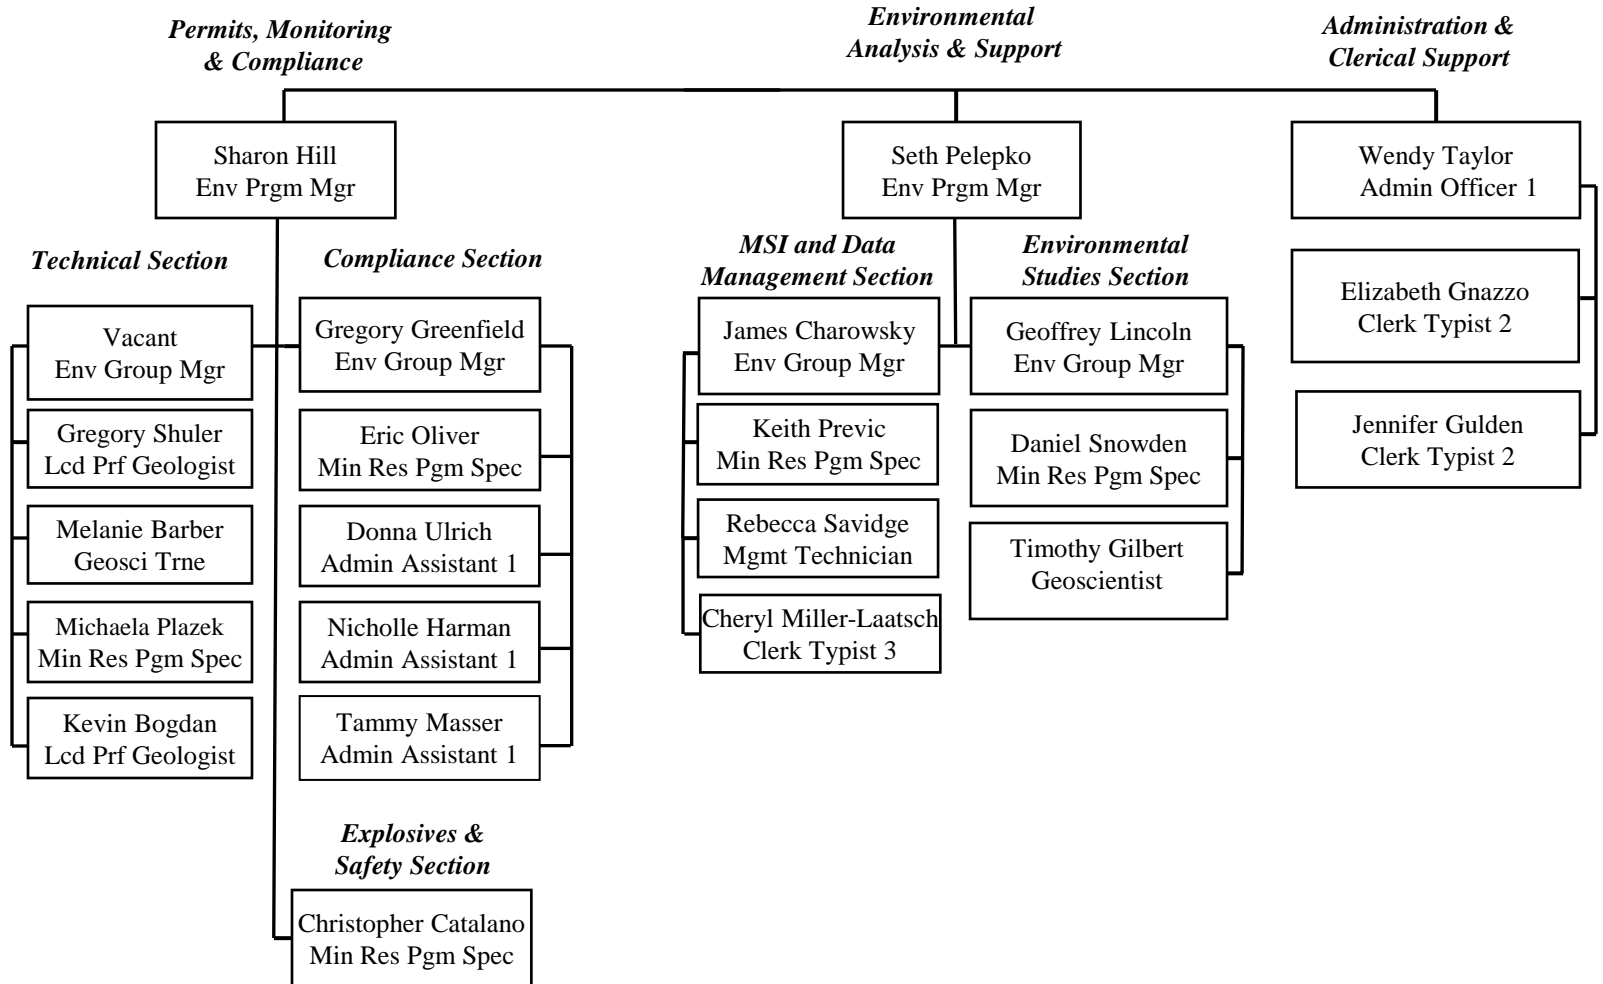 Permits, Monitoring
& Compliance
Environmental
Analysis & Support
Administration &
Clerical Support
Sharon Hill
Env Prgm Mgr
Seth Pelepko
Env Prgm Mgr
Wendy Taylor
Admin Officer 1
Technical Section
Vacant
Env Group Mgr
Gregory Shuler
Lcd Prf Geologist
Melanie Barber
Geosci Trne
Michaela Plazek
Min Res Pgm Spec
Kevin Bogdan
Lcd Prf Geologist
Compliance Section
Gregory Greenfield
Env Group Mgr
Eric Oliver
Min Res Pgm Spec
Donna Ulrich
Admin Assistant 1
Nicholle Harman
Admin Assistant 1
Tammy Masser
Admin Assistant 1
Explosives &
Safety Section
Christopher Catalano
Min Res Pgm Spec
MSI and Data
Management Section
James Charowsky
Env Group Mgr
Keith Previc
Min Res Pgm Spec
Rebecca Savidge
Mgmt Technician
Cheryl Miller-Laatsch
Clerk Typist 3
Environmental
Studies Section
Geoffrey Lincoln
Env Group Mgr
Daniel Snowden
Min Res Pgm Spec
Timothy Gilbert
Geoscientist
Elizabeth Gnazzo
Clerk Typist 2
Jennifer Gulden
Clerk Typist 2